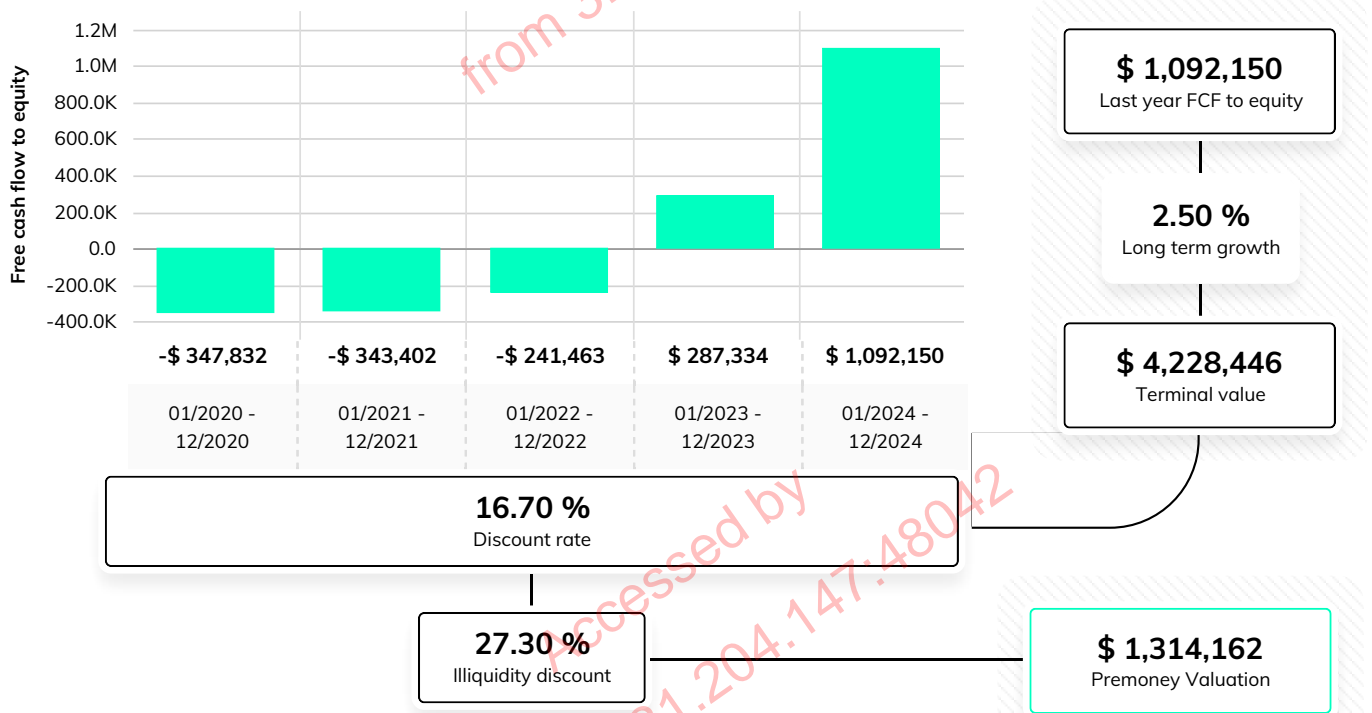 Free cash flow to equity
1.2M
1.0M
800.0K
600.0K
400.0K
200.0K
0.0
-200.0K
-400.0K
-$ 347,832
-$ 343,402
-$ 241,463
$ 287,334
$ 1,092,150
01/2020 -
12/2020
01/2021 -
12/2021
01/2022 -
12/2022
01/2023 -
12/2023
01/2024 -
12/2024
16.70 %
Discount rate
27.30 %
Illiquidity discount
$ 1,092,150
Last year FCF to equity
2.50 %
Long term growth
$ 4,228,446
Terminal value
$ 1,314,162
Premoney Valuation
from
Accessed by
.204.147:48042